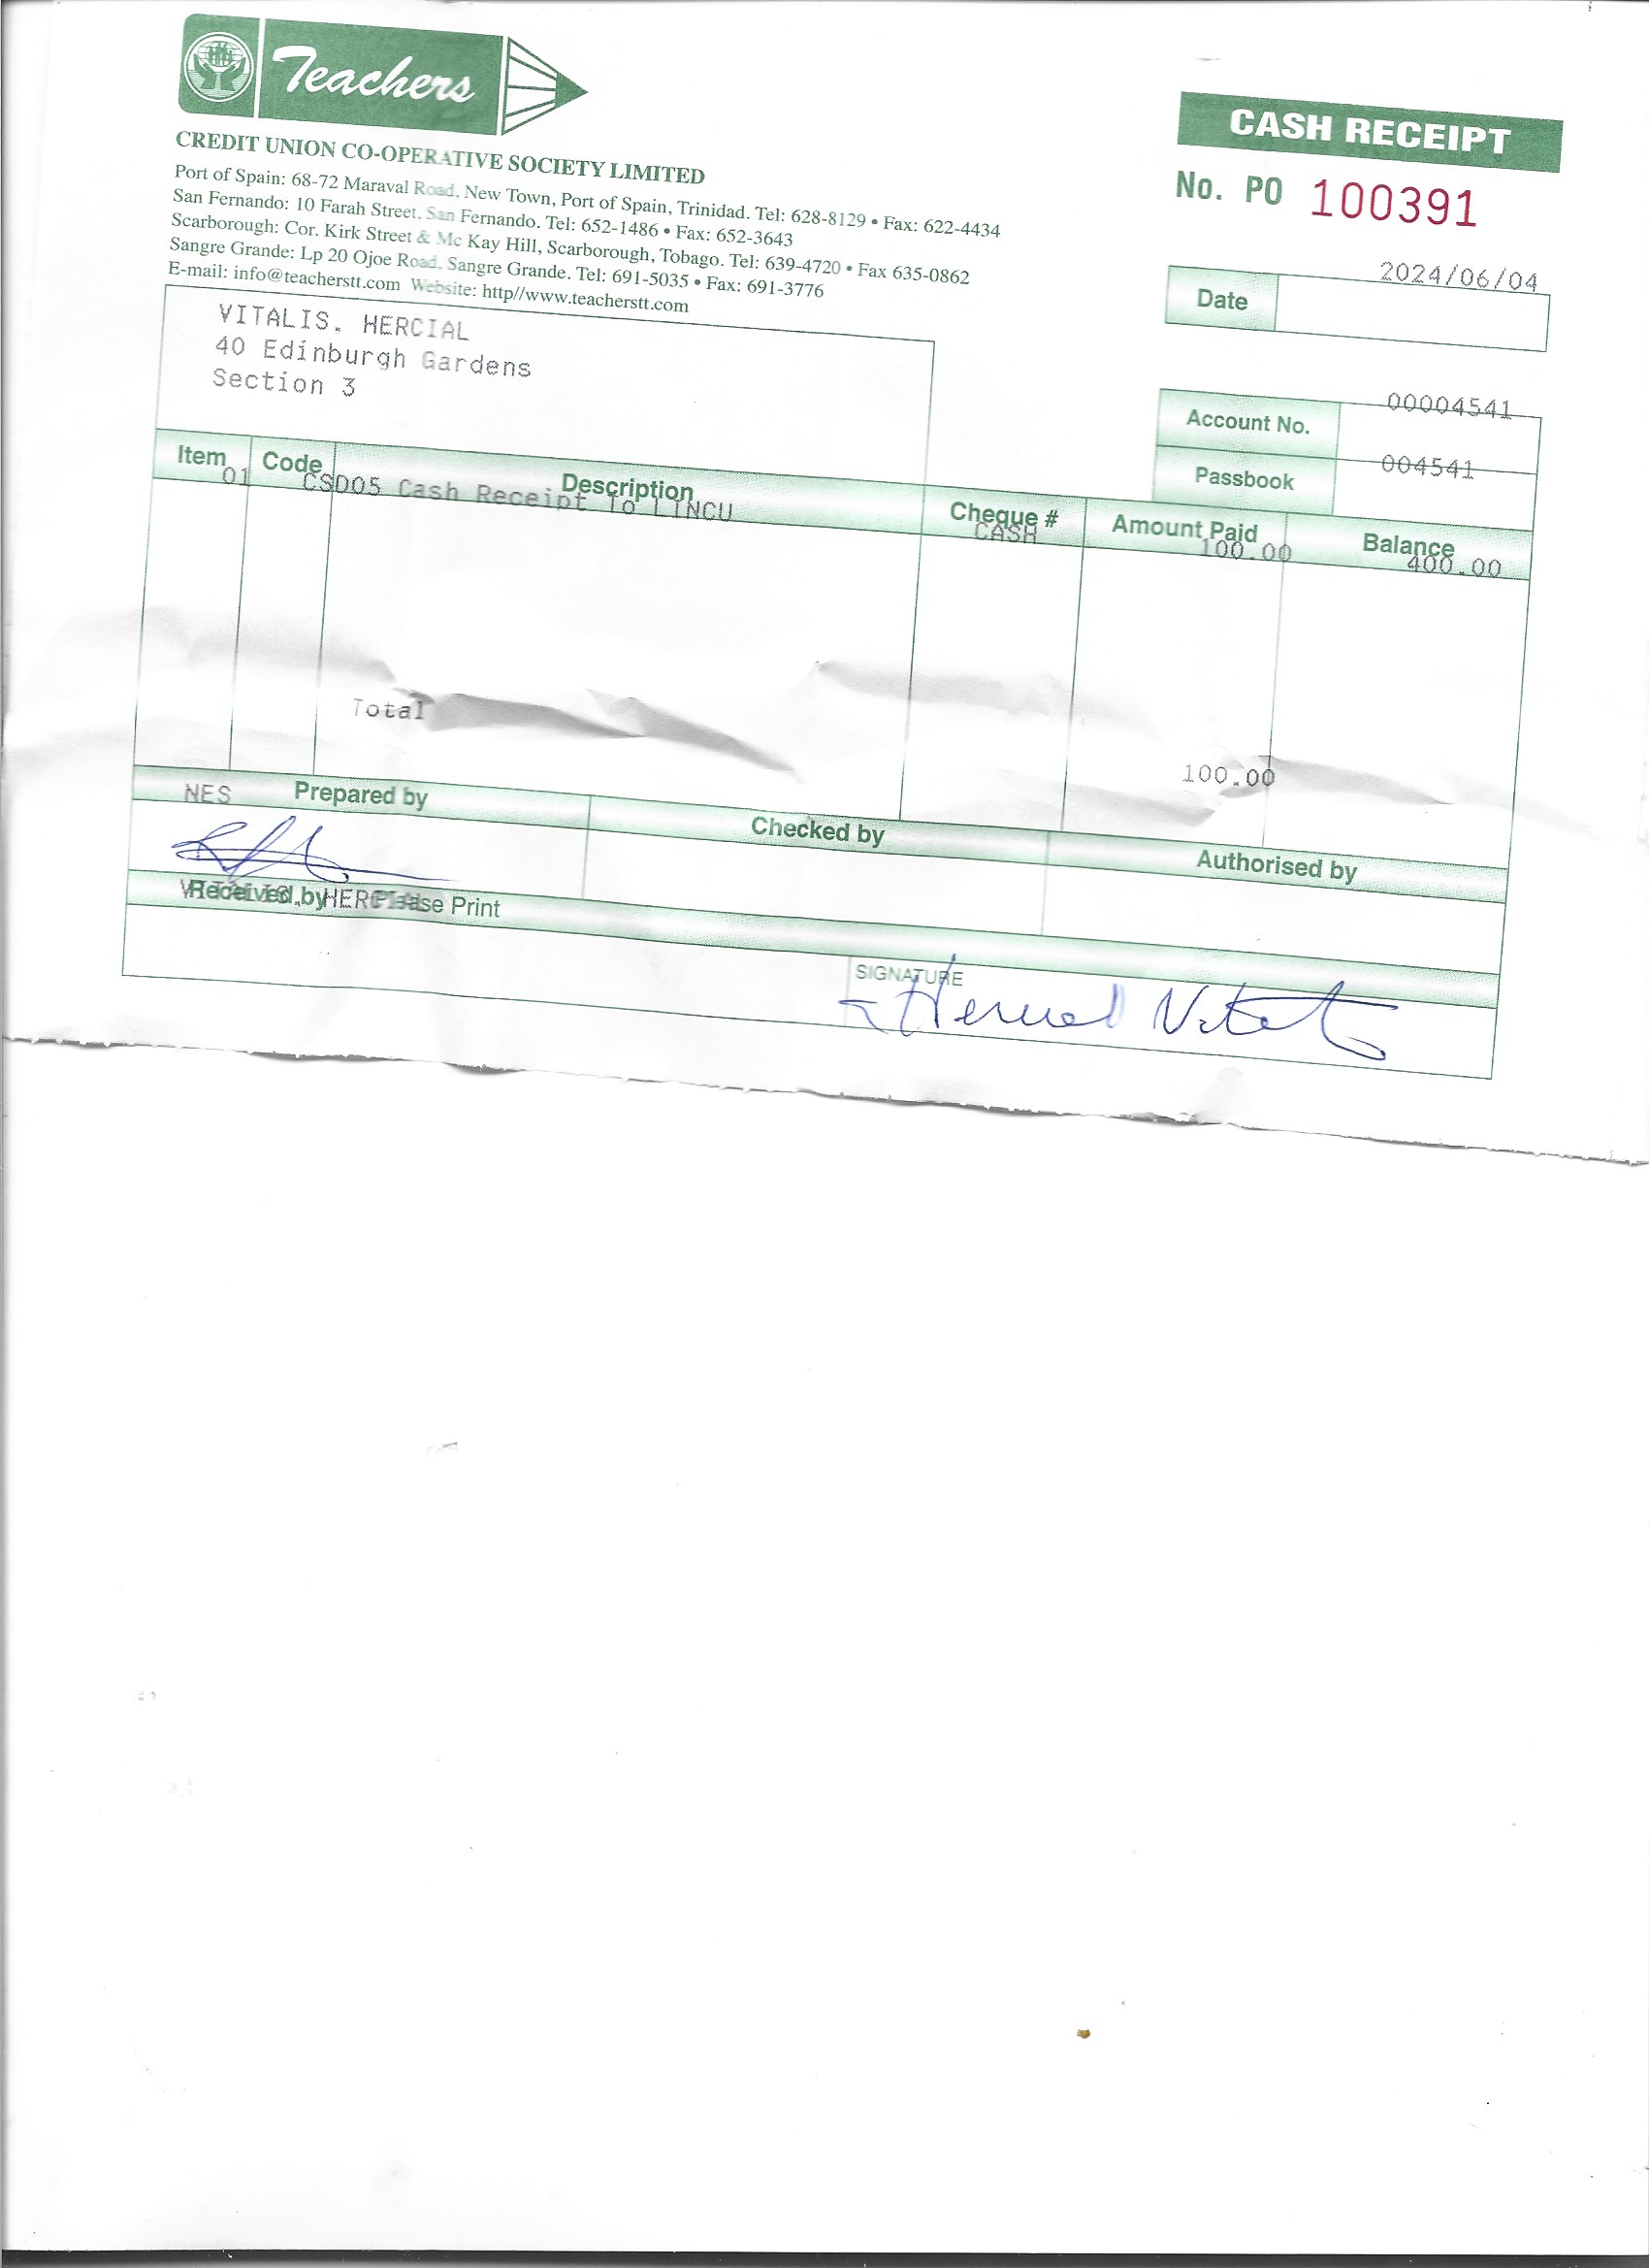 Teachers
CREDIT UNION CO-OPERATIVE SOCIETY LIMITED
Port of Spain: 68-72 Maraval Road, New Town, Port of Spain, Trinidad. Tel: 628-8129 • Fax: 622-4434
San Fernando: 10 Farah Street, San Fernando. Tel: 652-1486 • Fax: 652-3643
Scarborough: Cor. Kirk Street & Mc Kay Hill, Scarborough, Tobago. Tel: 639-4720 • Fax 635-0862
Sangre Grande: Lp 20 Ojoe Road, Sangre Grande. Tel: 691-5035 • Fax: 691-3776
E-mail: info@teacherstt.com Website: http//www.teacherstt.com
CASH RECEIPT
No. PO 100391
Date 2024/06/04
VITALIS. HERCIAL
40 Edinburgh Gardens
Section 3
Account No. 00004541
Passbook 004541
Item Code Description Cheque # Amount Paid Balance
01 CSD05 Cash Receipt To LINCU CASH 100.00 400.00
Total 100.00
NES Prepared by Checked by Authorised by
Received by Please Print
VITALIS. HERCIAL
SIGNATURE
Hercial Vitalis